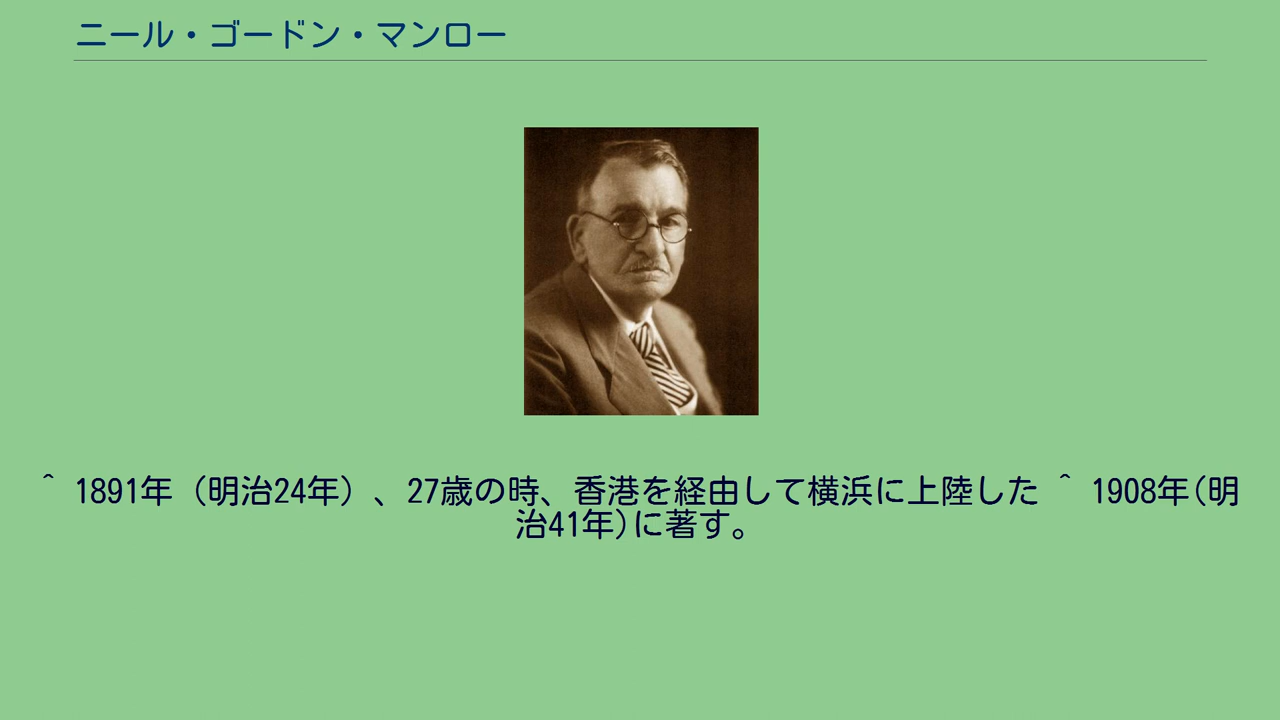 ニール・ゴードン・マンロー
^ 1891年（明治24年）、27歳の時、香港を経由して横浜に上陸した ^ 1908年(明
治41年)に著す。